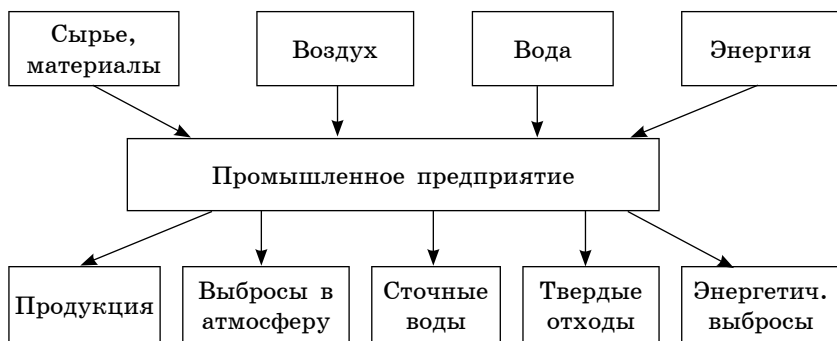 Сырье,
материалы
Воздух
Вода
Энергия
Промышленное предприятие
Продукция
Выбросы в
атмосферу
Сточные
воды
Твердые
отходы
Энергетич.
выбросы